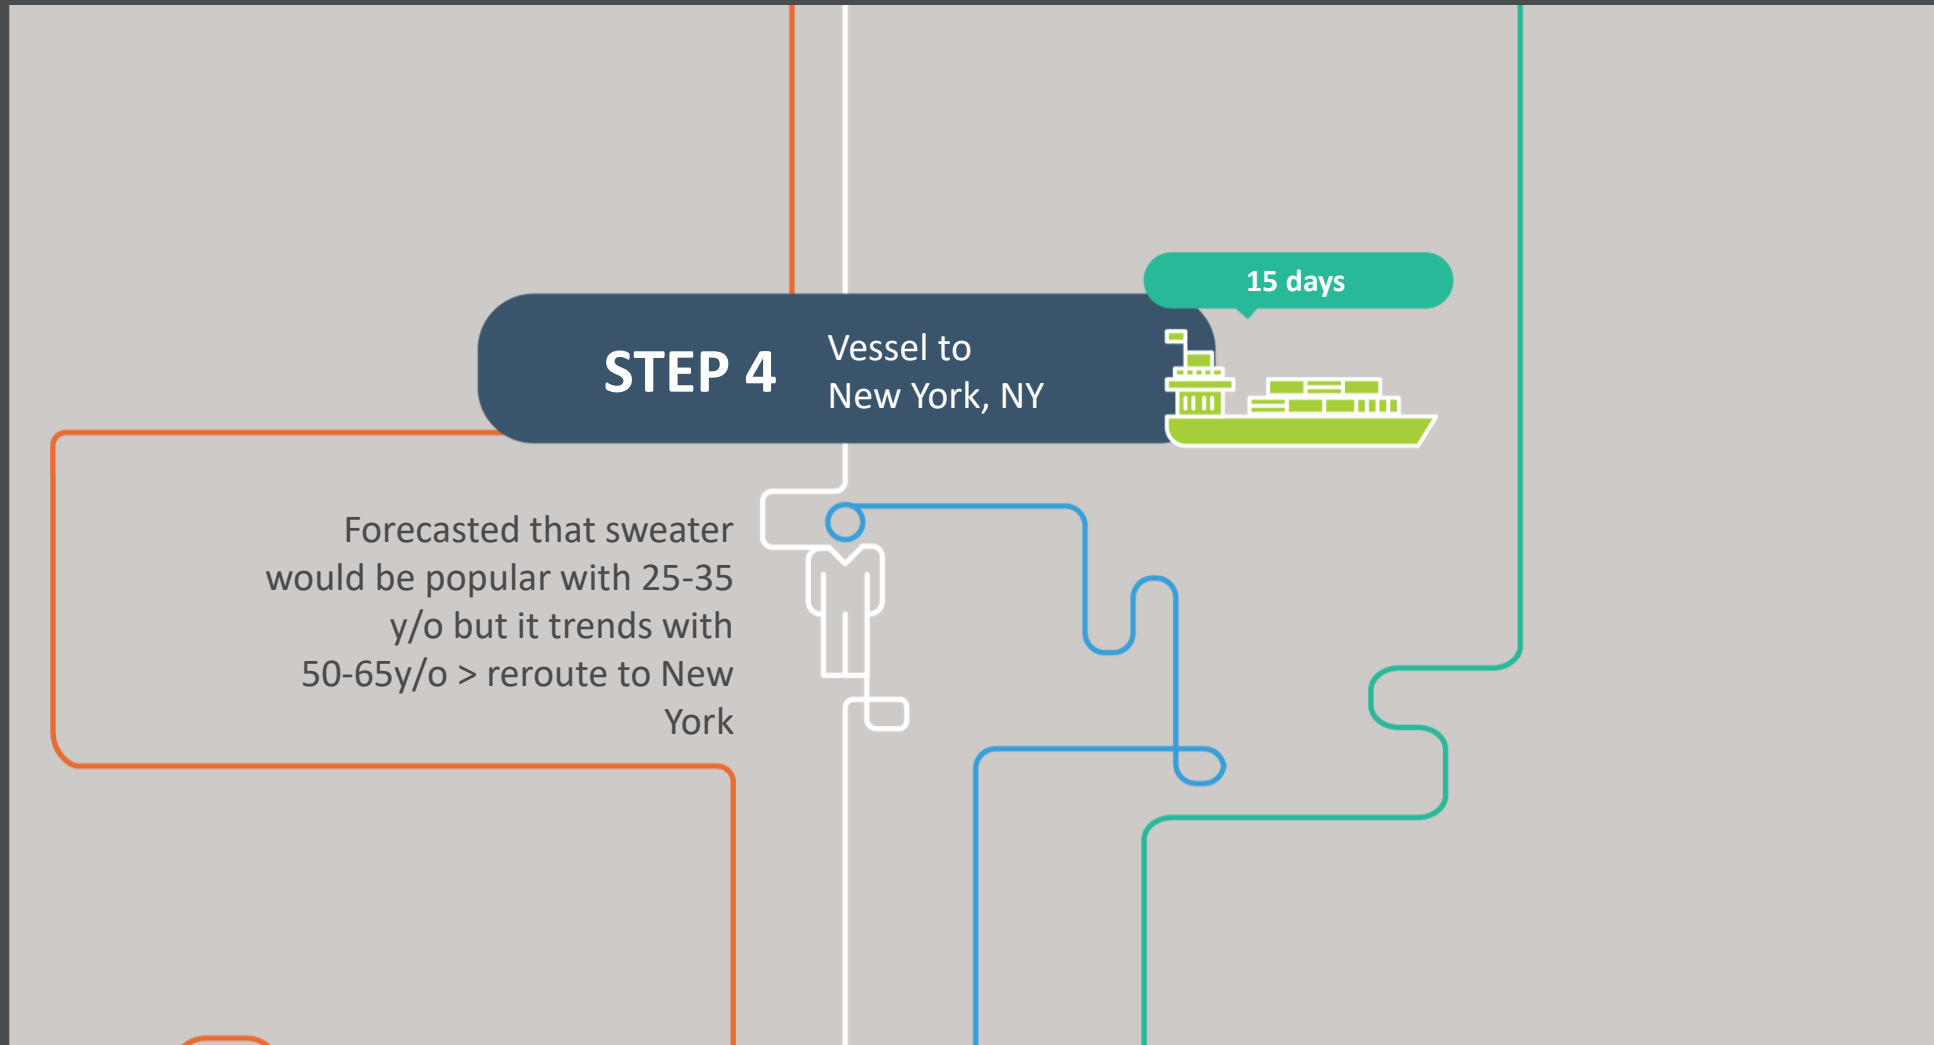 15 days
STEP 4
Vessel to
New York, NY
Forecasted that sweater
would be popular with 25-35
y/o but it trends with
50-65y/o > reroute to New
York